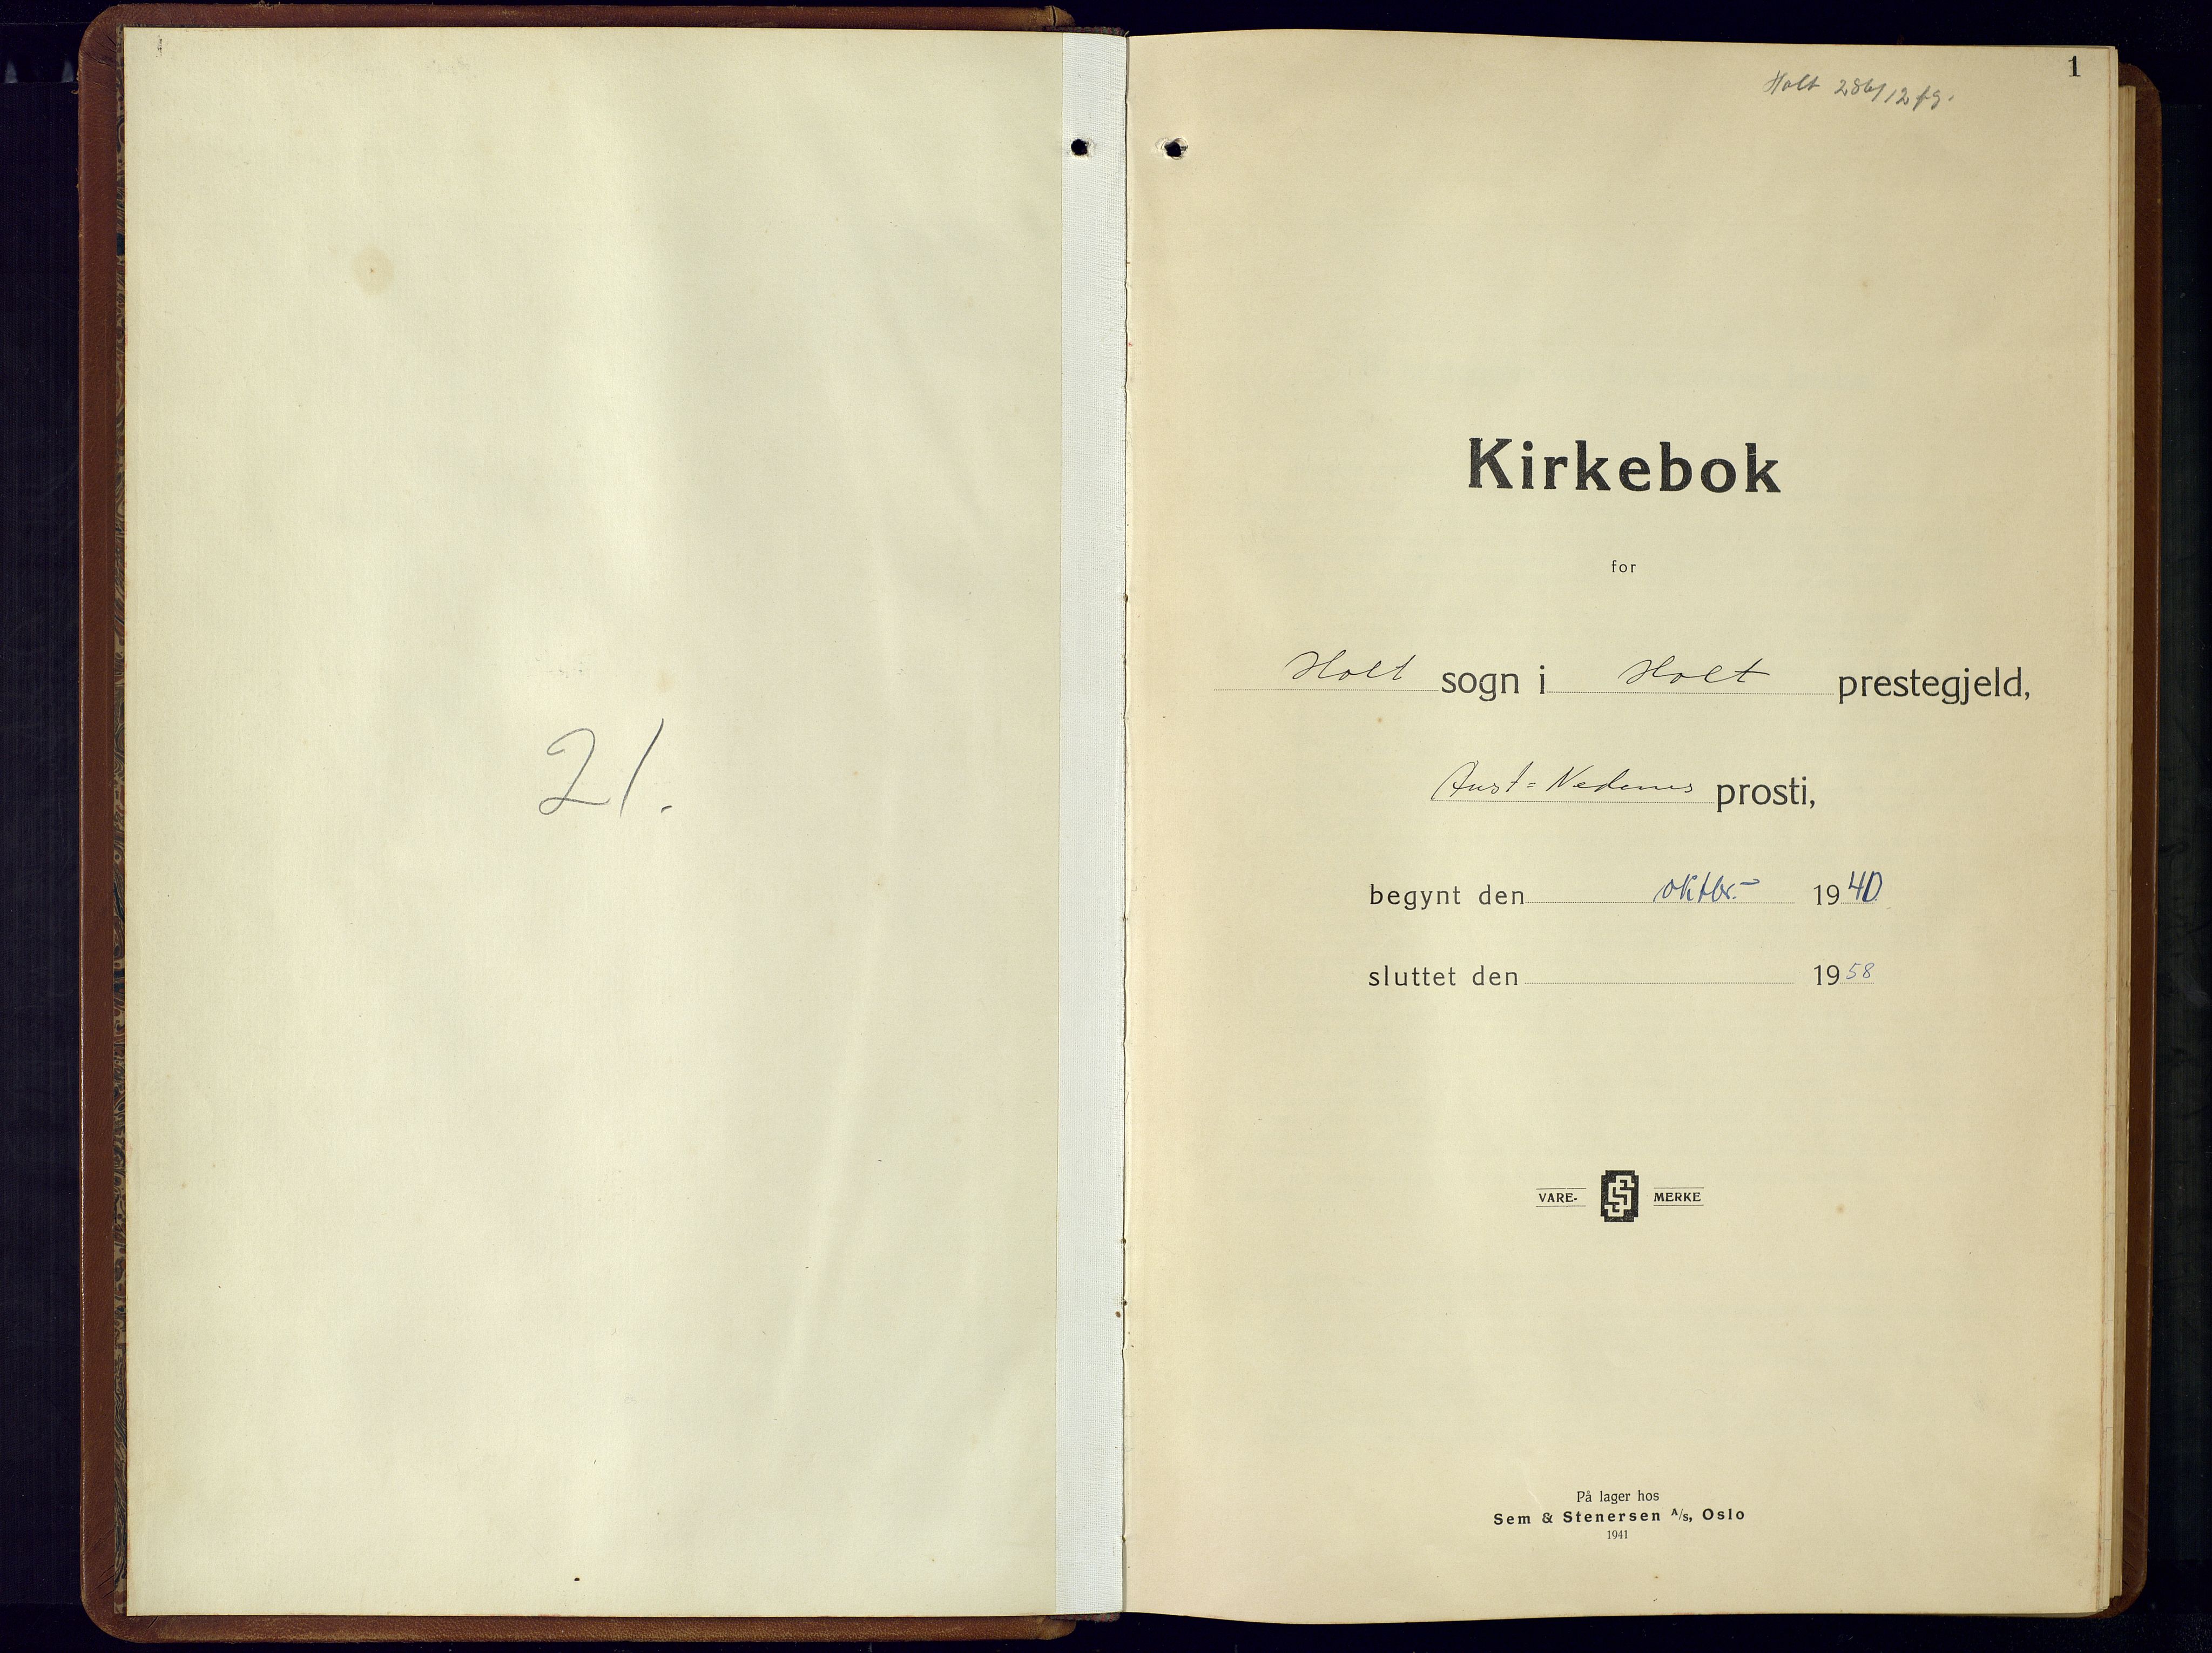 21.
1
Holt 286/12 fg.
Kirkebok
for
Holt sogn i Holt prestegjeld,
Aust-Nedenes prosti,
begynt den oktbr.- 1940
sluttet den 1958
VARE- MERKE
På lager hos
Sem & Stenersen A/s, Oslo
1941